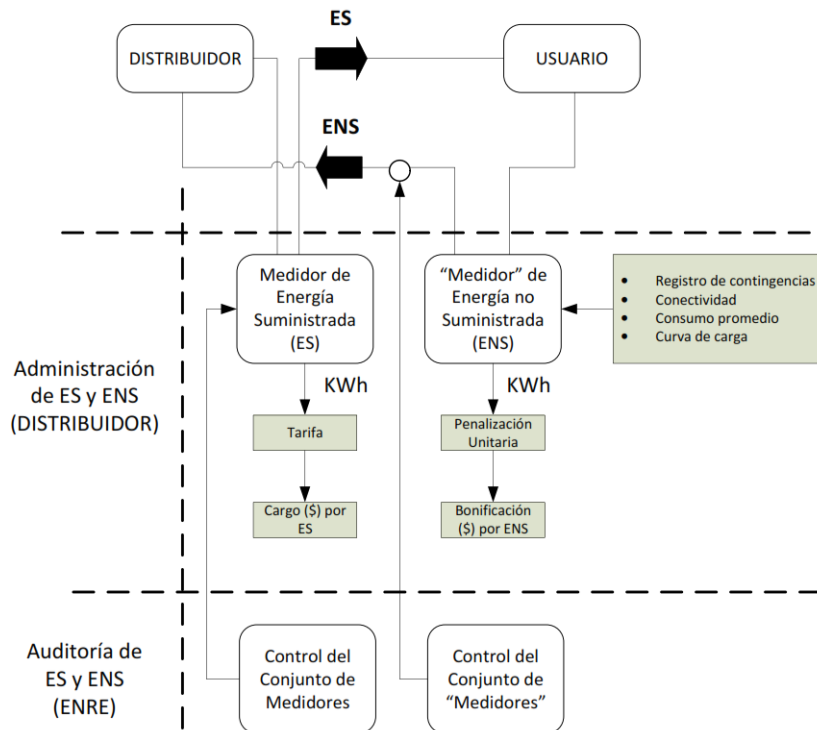 ES
DISTRIBUIDOR
USUARIO
ENS
Medidor de
Energía
Suministrada
(ES)
“Medidor” de
Energía no
Suministrada
(ENS)
• Registro de contingencias
• Conectividad
• Consumo promedio
• Curva de carga
Administración
de ES y ENS
(DISTRIBUIDOR)
KWh
KWh
Tarifa
Penalización
Unitaria
Cargo ($) por
ES
Bonificación
($) por ENS
Auditoría de
ES y ENS
(ENRE)
Control del
Conjunto de
Medidores
Control del
Conjunto de
“Medidores”